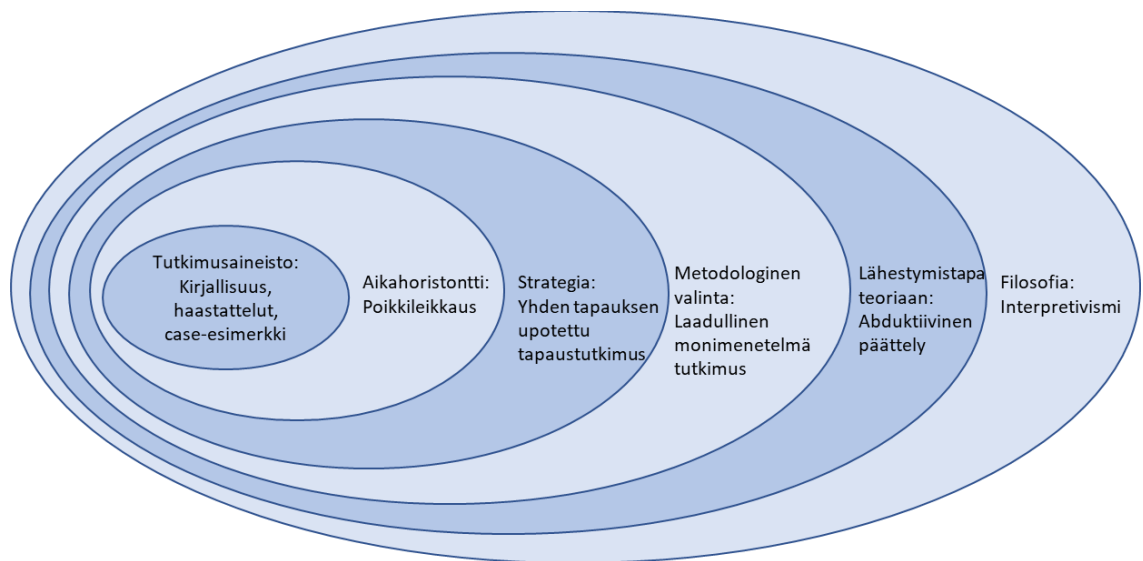 Tutkimusaineisto:
Kirjallisuus,
haastattelut,
case-esimerkki
Aikahoristontti:
Poikkileikkaus
Strategia:
Yhden tapauksen
upotettu
tapaustutkimus
Metodologinen
valinta:
Laadullinen
monimenetelmä
tutkimus
Lähestymistapa
teoriaan:
Abduktiivinen
päättely
Filosofia:
Interpretivismi